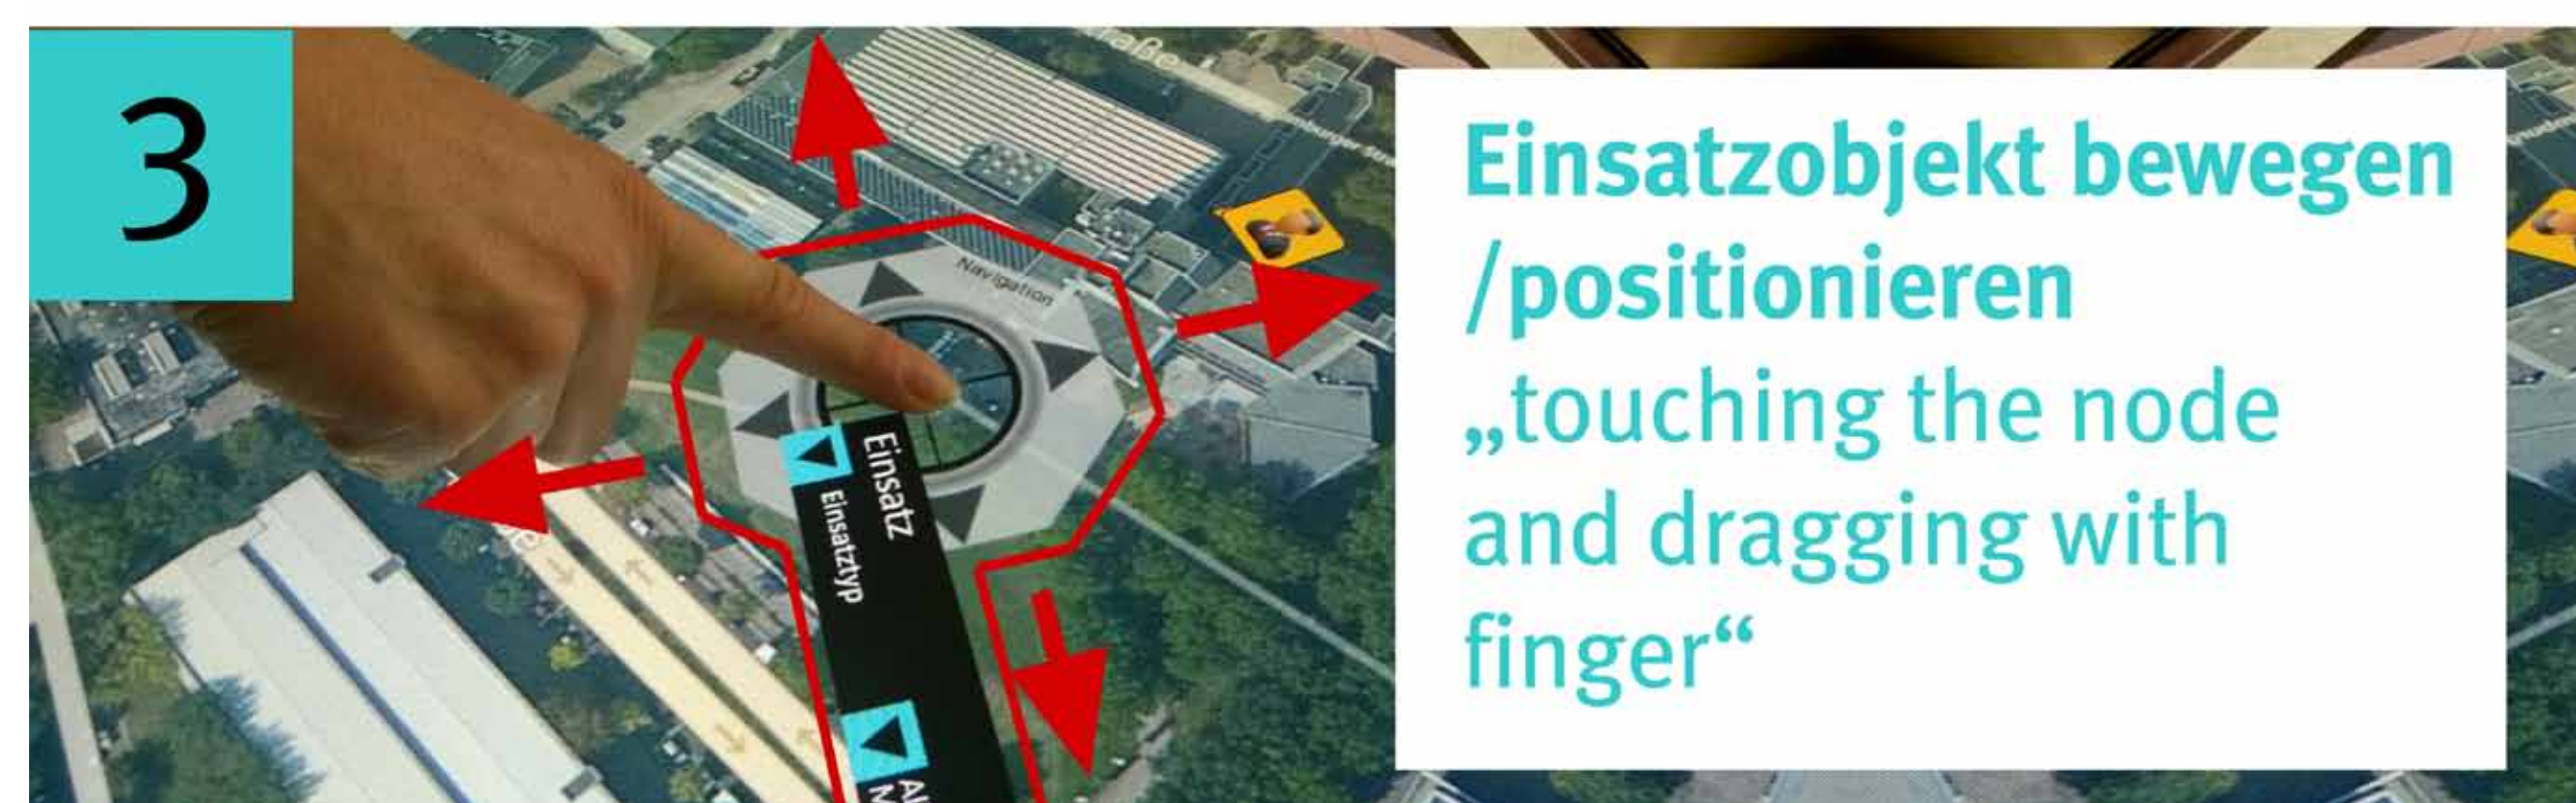 3
Einsatzobjekt bewegen
/positionieren
„touching the node
and dragging with
finger“
Navigation
Einsatz
Einsatztyp